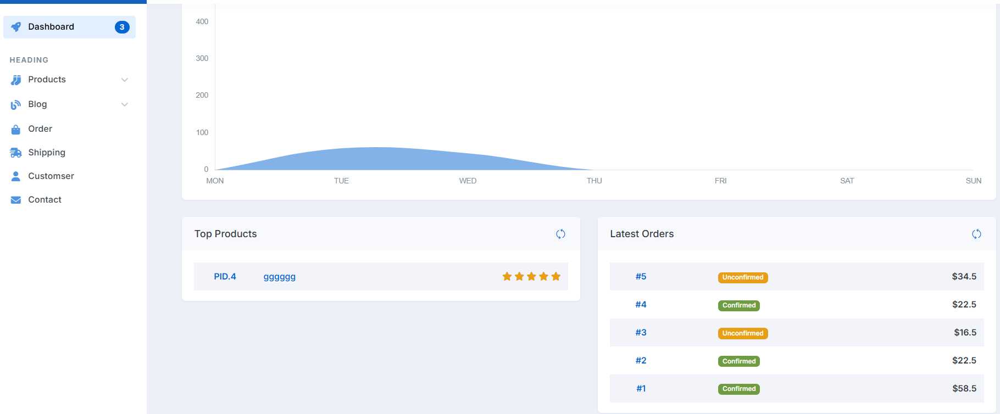 Dashboard 3
HEADING
Products
Blog
Order
Shipping
Customser
Contact
400
300
200
100
0
MON TUE WED THU FRI SAT SUN
Top Products
PID.4 gggggg
Latest Orders
#5 Unconfirmed $34.5
#4 Confirmed $22.5
#3 Unconfirmed $16.5
#2 Confirmed $22.5
#1 Confirmed $58.5